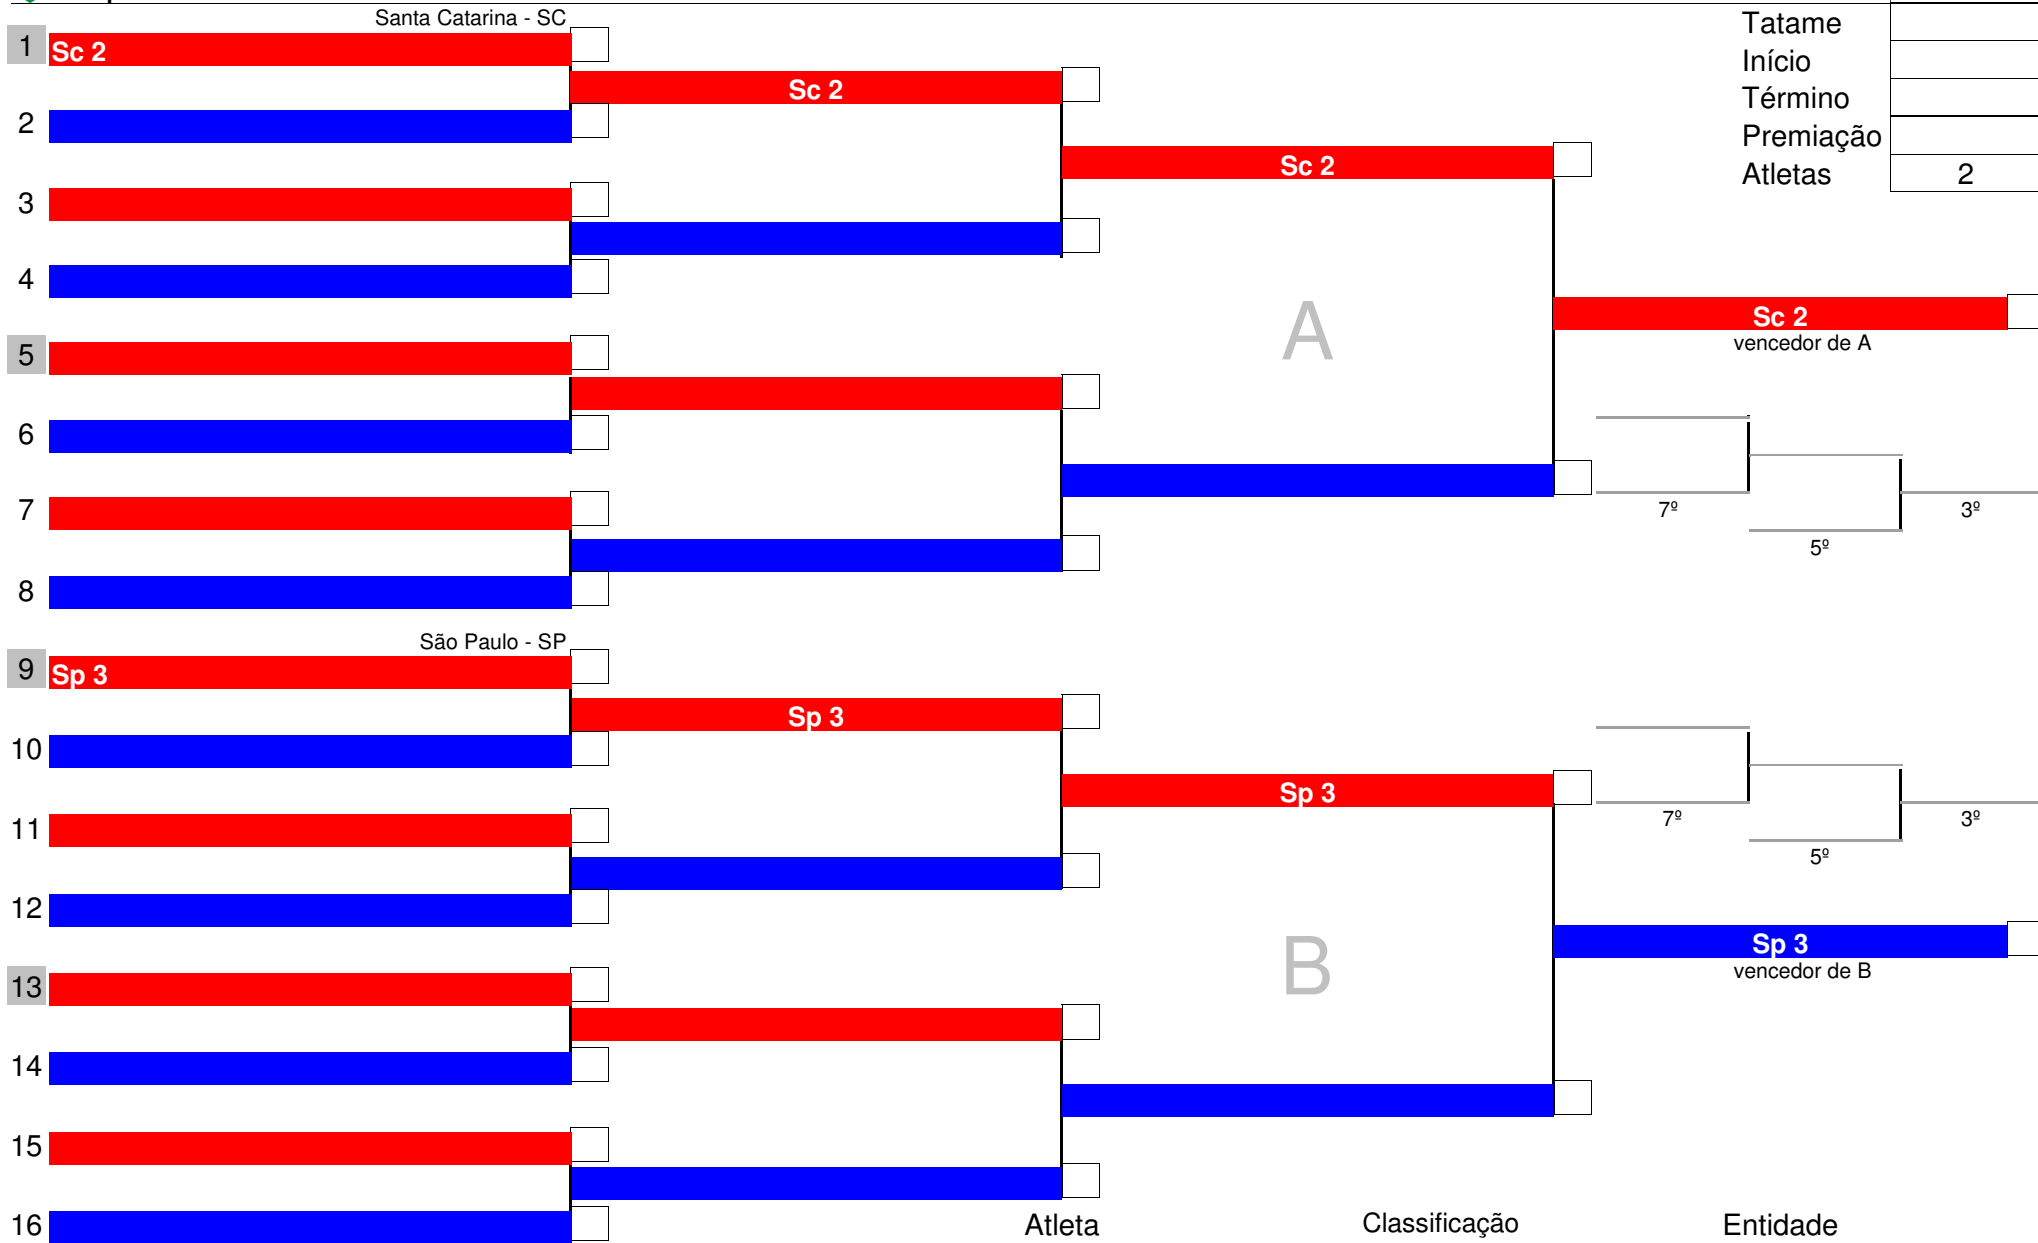 Santa Catarina - SC
Tatame
1 Sc 2
Início
Sc 2
Término
2
Premiação
Sc 2
Atletas 2
3
4
A
Sc 2
vencedor de A
5
6
7
7º 3º
5º
8
São Paulo - SP
9 Sp 3
Sp 3
10
Sp 3
11
7º 3º
5º
12
B
Sp 3
vencedor de B
13
14
15
16
Atleta Classificação Entidade